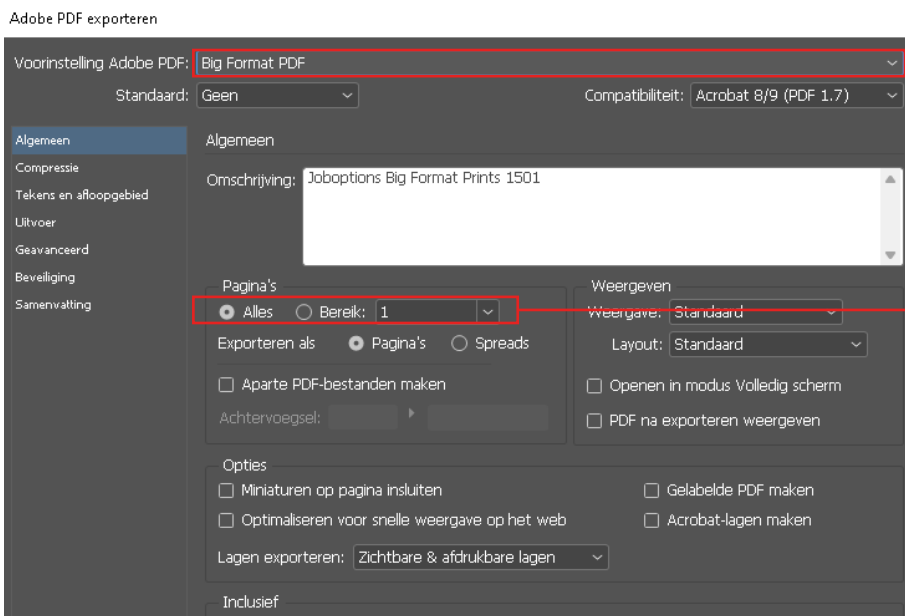 Adobe PDF exporteren
Voorinstelling Adobe PDF: Big Format PDF
Standaard: Geen Compatibiliteit: Acrobat 8/9 (PDF 1.7)
Algemeen
Compressie
Tekens en afloopgebied
Uitvoer
Geavanceerd
Beveiliging
Samenvatting
Algemeen
Omschrijving: Joboptions Big Format Prints 1501
Pagina's
Alles Bereik: 1
Exporteren als Pagina's Spreads
Aparte PDF-bestanden maken
Achtervoegsel:
Weergeven
Weergave: Standaard
Layout: Standaard
Openen in modus Volledig scherm
PDF na exporteren weergeven
Opties
Miniaturen op pagina insluiten Gelabelde PDF maken
Optimaliseren voor snelle weergave op het web Acrobat-lagen maken
Lagen exporteren: Zichtbare & afdrukbare lagen
Inclusief